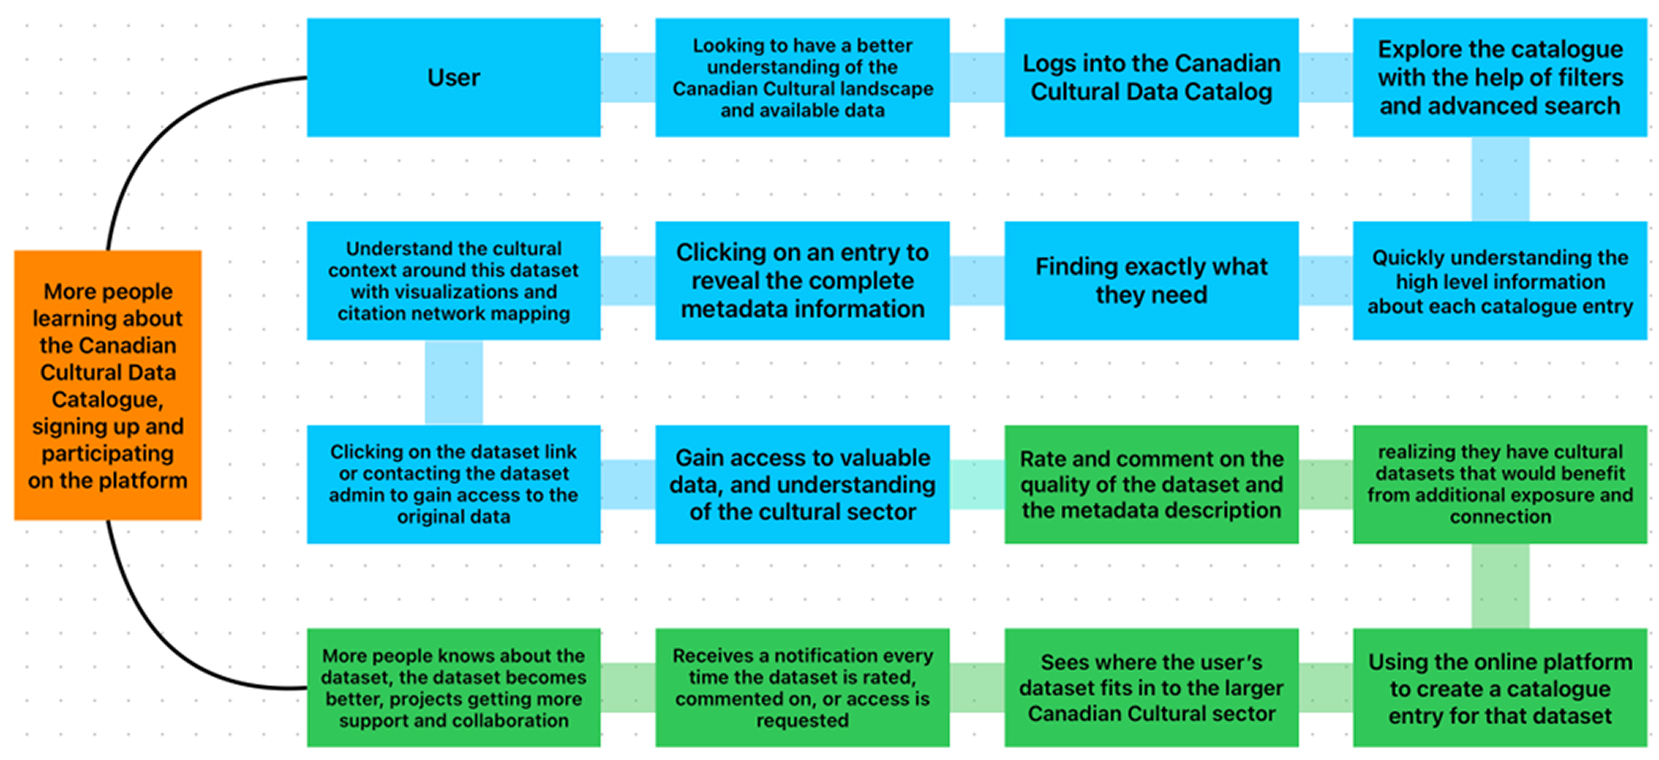 User
Looking to have a better
understanding of the
Canadian Cultural landscape
and available data
Logs into the Canadian
Cultural Data Catalog
Explore the catalogue
with the help of filters
and advanced search
Quickly understanding the
high level information
about each catalogue entry
Finding exactly what
they need
Clicking on an entry to
reveal the complete
metadata information
Understand the cultural
context around this dataset
with visualizations and
citation network mapping
Clicking on the dataset link
or contacting the dataset
admin to gain access to the
original data
Gain access to valuable
data, and understanding
of the cultural sector
Rate and comment on the
quality of the dataset and
the metadata description
realizing they have cultural
datasets that would benefit
from additional exposure and
connection
Using the online platform
to create a catalogue
entry for that dataset
Sees where the user's
dataset fits in to the larger
Canadian Cultural sector
Receives a notification every
time the dataset is rated,
commented on, or access is
requested
More people knows about the
dataset, the dataset becomes
better, projects getting more
support and collaboration
More people
learning about
the Canadian
Cultural Data
Catalogue,
signing up and
participating
on the platform